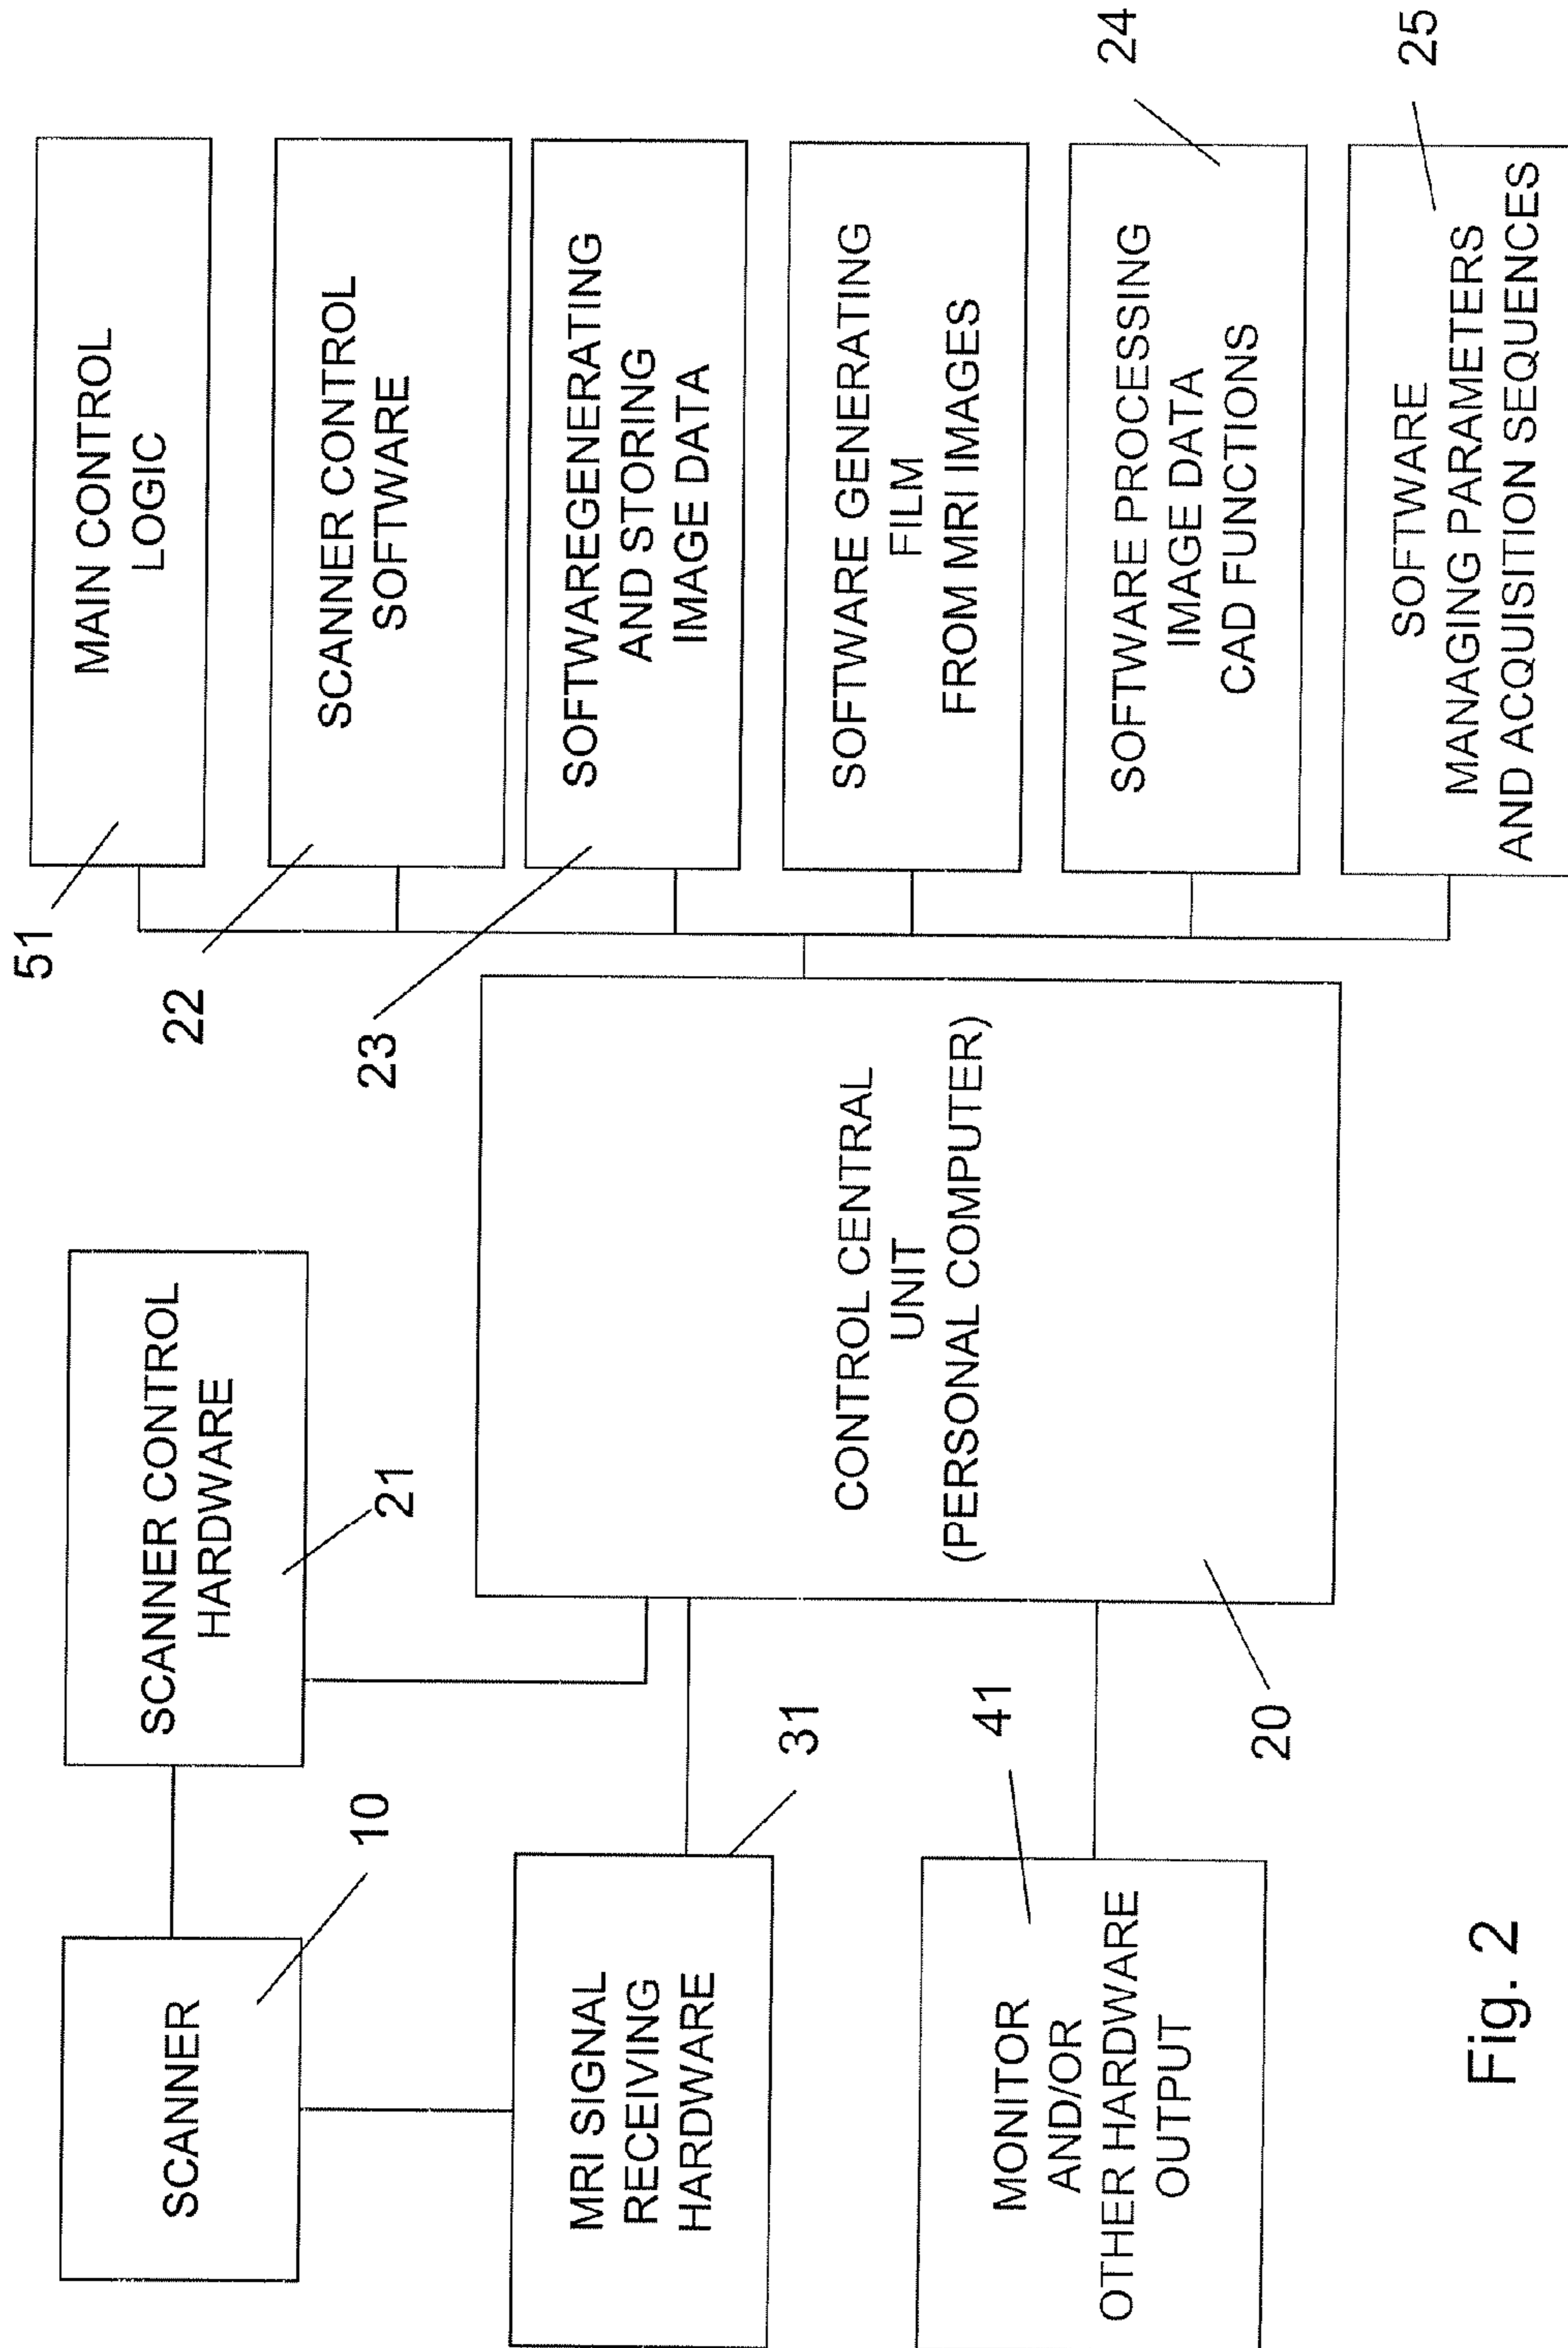 SCANNER
10
SCANNER CONTROL
HARDWARE
21
MRI SIGNAL
RECEIVING
HARDWARE
31
MONITOR
AND/OR
OTHER HARDWARE
OUTPUT
41
CONTROL CENTRAL
UNIT
(PERSONAL COMPUTER)
20
51
MAIN CONTROL
LOGIC
22
SCANNER CONTROL
SOFTWARE
23
SOFTWAREGENERATING
AND STORING
IMAGE DATA
SOFTWARE GENERATING
FILM
FROM MRI IMAGES
SOFTWARE PROCESSING
IMAGE DATA
CAD FUNCTIONS
24
SOFTWARE
MANAGING PARAMETERS
AND ACQUISITION SEQUENCES
25
Fig. 2